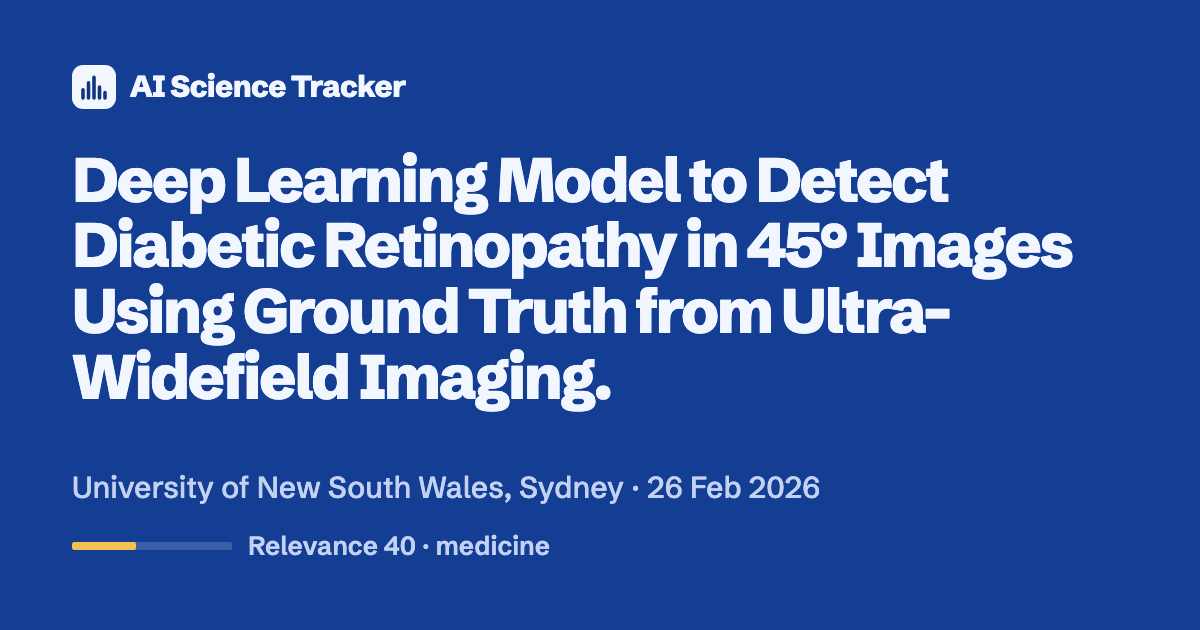 AI Science Tracker
Deep Learning Model to Detect
Diabetic Retinopathy in 45° Images
Using Ground Truth from Ultra-
Widefield Imaging.
University of New South Wales, Sydney · 26 Feb 2026
Relevance 40 · medicine